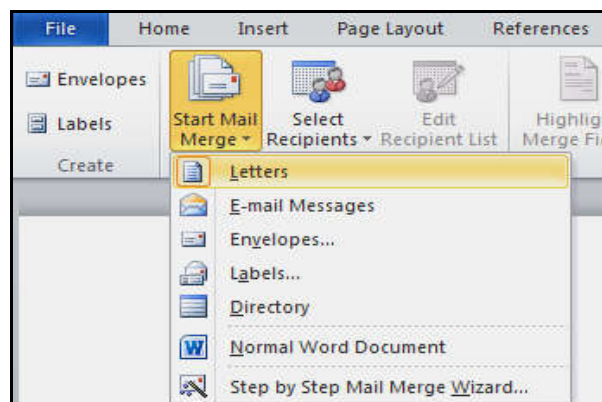 File Home Insert Page Layout References
Envelopes
Labels
Create
Start Mail
Merge
Select
Recipients
Edit
Recipient List
Letters
E-mail Messages
Envelopes...
Labels...
Directory
Normal Word Document
Step by Step Mail Merge Wizard...